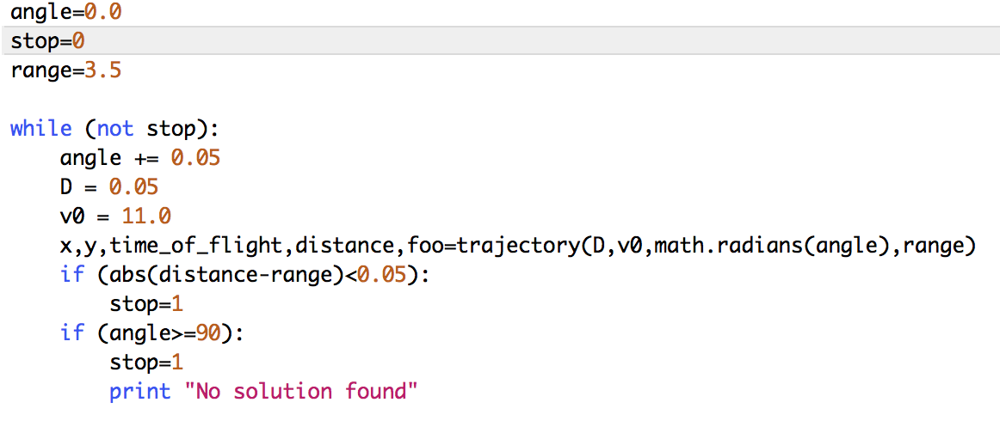 angle=0.0
stop=0
range=3.5
while (not stop):
    angle += 0.05
    D = 0.05
    v0 = 11.0
    x,y,time_of_flight,distance,foo=trajectory(D,v0,math.radians(angle),range)
    if (abs(distance-range)<0.05):
        stop=1
    if (angle>=90):
        stop=1
        print "No solution found"